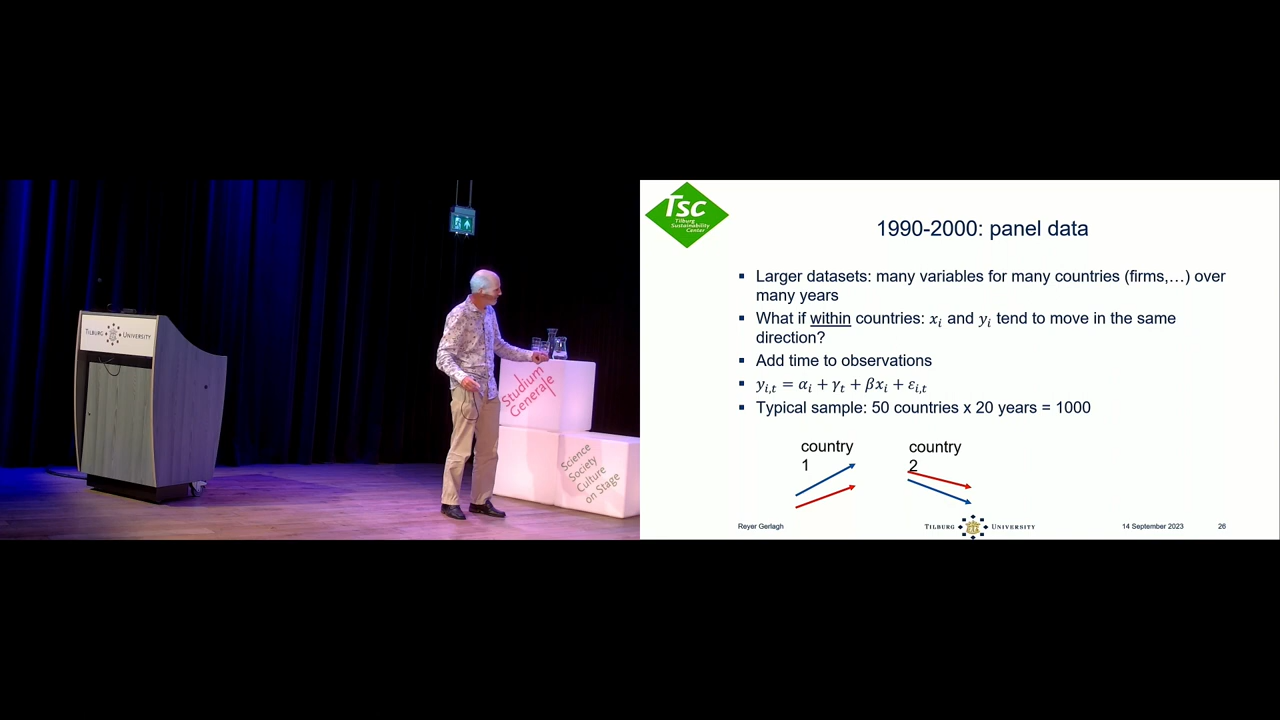 TILBURG UNIVERSITY
Studium
Generale
Science
Society
Culture
on Stage
Tsc
Tilburg
Sustainability
Center
1990-2000: panel data
▪ Larger datasets: many variables for many countries (firms,…) over
many years
▪ What if within countries: xᵢ and yᵢ tend to move in the same
direction?
▪ Add time to observations
▪ yᵢ,ₜ = αᵢ + γₜ + βxᵢ + εᵢ,ₜ
▪ Typical sample: 50 countries x 20 years = 1000
country
1
country
2
Reyer Gerlagh
TILBURG UNIVERSITY
14 September 2023
26